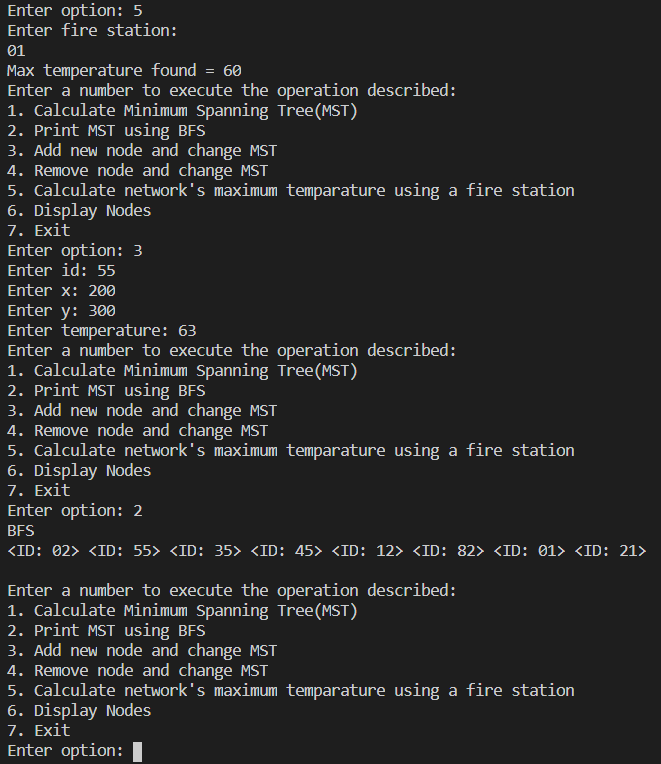 Enter option: 5
Enter fire station:
01
Max temperature found = 60
Enter a number to execute the operation described:
1. Calculate Minimum Spanning Tree(MST)
2. Print MST using BFS
3. Add new node and change MST
4. Remove node and change MST
5. Calculate network's maximum temparature using a fire station
6. Display Nodes
7. Exit
Enter option: 3
Enter id: 55
Enter x: 200
Enter y: 300
Enter temperature: 63
Enter a number to execute the operation described:
1. Calculate Minimum Spanning Tree(MST)
2. Print MST using BFS
3. Add new node and change MST
4. Remove node and change MST
5. Calculate network's maximum temparature using a fire station
6. Display Nodes
7. Exit
Enter option: 2
BFS
<ID: 02> <ID: 55> <ID: 35> <ID: 45> <ID: 12> <ID: 82> <ID: 01> <ID: 21>
Enter a number to execute the operation described:
1. Calculate Minimum Spanning Tree(MST)
2. Print MST using BFS
3. Add new node and change MST
4. Remove node and change MST
5. Calculate network's maximum temparature using a fire station
6. Display Nodes
7. Exit
Enter option: